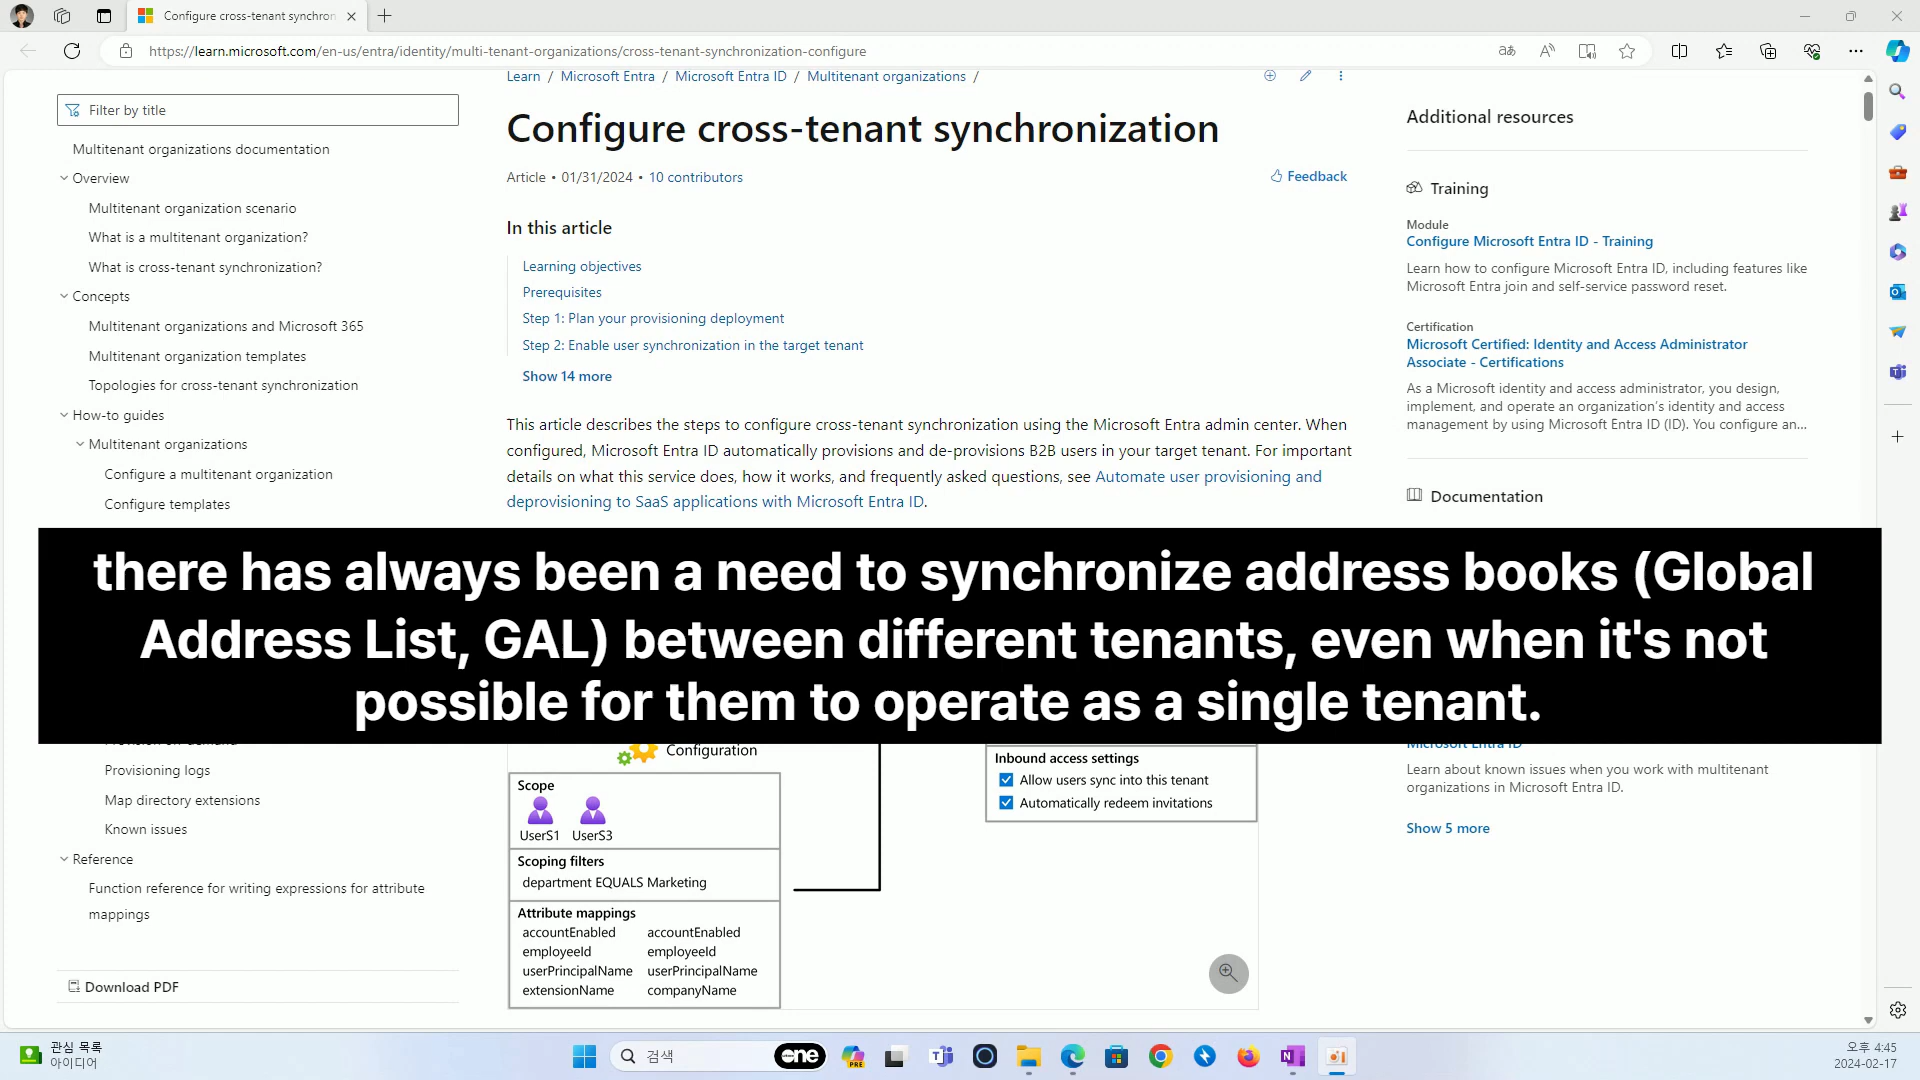 Configure cross-tenant synchron
https://learn.microsoft.com/en-us/entra/identity/multi-tenant-organizations/cross-tenant-synchronization-configure
Learn / Microsoft Entra / Microsoft Entra ID / Multitenant organizations /
Filter by title
Multitenant organizations documentation
Overview
Multitenant organization scenario
What is a multitenant organization?
What is cross-tenant synchronization?
Concepts
Multitenant organizations and Microsoft 365
Multitenant organization templates
Topologies for cross-tenant synchronization
How-to guides
Multitenant organizations
Configure a multitenant organization
Configure templates
Provisioning logs
Map directory extensions
Known issues
Reference
Function reference for writing expressions for attribute
mappings
Download PDF
Configure cross-tenant synchronization
Article • 01/31/2024 • 10 contributors
Feedback
In this article
Learning objectives
Prerequisites
Step 1: Plan your provisioning deployment
Step 2: Enable user synchronization in the target tenant
Show 14 more
This article describes the steps to configure cross-tenant synchronization using the Microsoft Entra admin center. When
configured, Microsoft Entra ID automatically provisions and de-provisions B2B users in your target tenant. For important
details on what this service does, how it works, and frequently asked questions, see Automate user provisioning and
deprovisioning to SaaS applications with Microsoft Entra ID.
there has always been a need to synchronize address books (Global
Address List, GAL) between different tenants, even when it's not
possible for them to operate as a single tenant.
Configuration
Scope
UserS1 UserS3
Scoping filters
department EQUALS Marketing
Attribute mappings
accountEnabled accountEnabled
employeeId employeeId
userPrincipalName userPrincipalName
extensionName companyName
Inbound access settings
Allow users sync into this tenant
Automatically redeem invitations
Additional resources
Training
Module
Configure Microsoft Entra ID - Training
Learn how to configure Microsoft Entra ID, including features like
Microsoft Entra join and self-service password reset.
Certification
Microsoft Certified: Identity and Access Administrator
Associate - Certifications
As a Microsoft identity and access administrator, you design,
implement, and operate an organization's identity and access
management by using Microsoft Entra ID (ID). You configure an...
Documentation
Microsoft Entra ID
Learn about known issues when you work with multitenant
organizations in Microsoft Entra ID.
Show 5 more
관심 목록
아이디어
검색
one
PRE
오후 4:45
2024-02-17